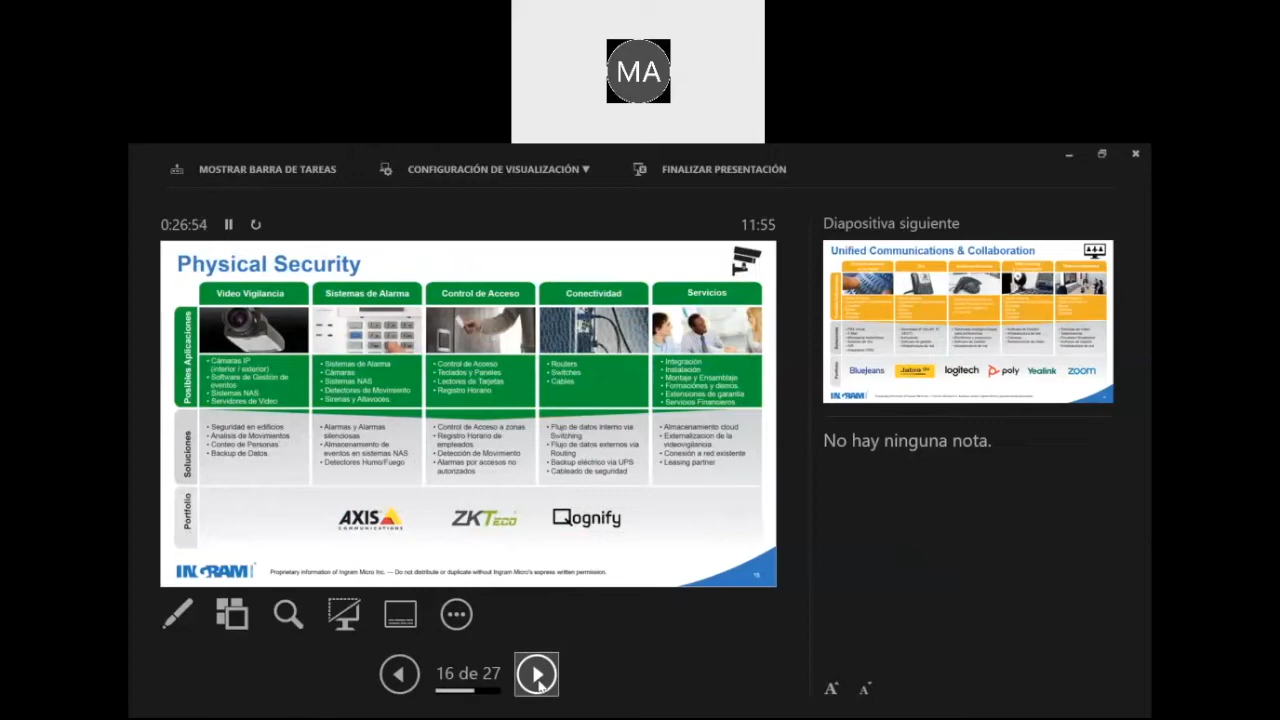 MA
MOSTRAR BARRA DE TAREAS
CONFIGURACIÓN DE VISUALIZACIÓN ▼
FINALIZAR PRESENTACIÓN
0:26:54
11:55
Physical Security
Video Vigilancia
Sistemas de Alarma
Control de Acceso
Conectividad
Servicios
Posibles Aplicaciones
• Cámaras IP
(interior / exterior)
• Software de Gestión de
eventos
• Sistemas NAS
• Servidores de Video
• Sistemas de Alarma
• Cámaras
• Sistemas NAS
• Detectores de Movimiento
• Sirenas y Altavoces
• Control de Acceso
• Teclados y Paneles
• Lectores de Tarjetas
• Registro Horario
• Routers
• Switches
• Cables
• Integración
• Instalación
• Montaje y Ensamblaje
• Formaciones y demos
• Extensiones de garantía
• Servicios Financieros
Soluciones
• Seguridad en edificios
• Analisis de Movimientos
• Conteo de Personas
• Backup de Datos
• Alarmas y Alarmas
silenciosas
• Almacenamiento de
eventos en sistemas NAS
• Detectores Humo/Fuego
• Control de Acceso a zonas
• Registro Horario de
empleados
• Detección de Movimiento
• Alarmas por accesos no
autorizados
• Flujo de datos interno via
Switching
• Flujo de datos externos via
Routing
• Backup eléctrico via UPS
• Cableado de seguridad
• Almacenamiento cloud
• Externalizacion de la
videovigilancia
• Conexión a red existente
• Leasing partner
Portfolio
AXIS
COMMUNICATIONS
ZKTeco
Qognify
INGRAM
Proprietary information of Ingram Micro Inc. — Do not distribute or duplicate without Ingram Micro's express written permission.
15
16 de 27
Diapositiva siguiente
Unified Communications & Collaboration
BlueJeans
Jabra GN
logitech
poly
Yealink
zoom
INGRAM
No hay ninguna nota.
A
A